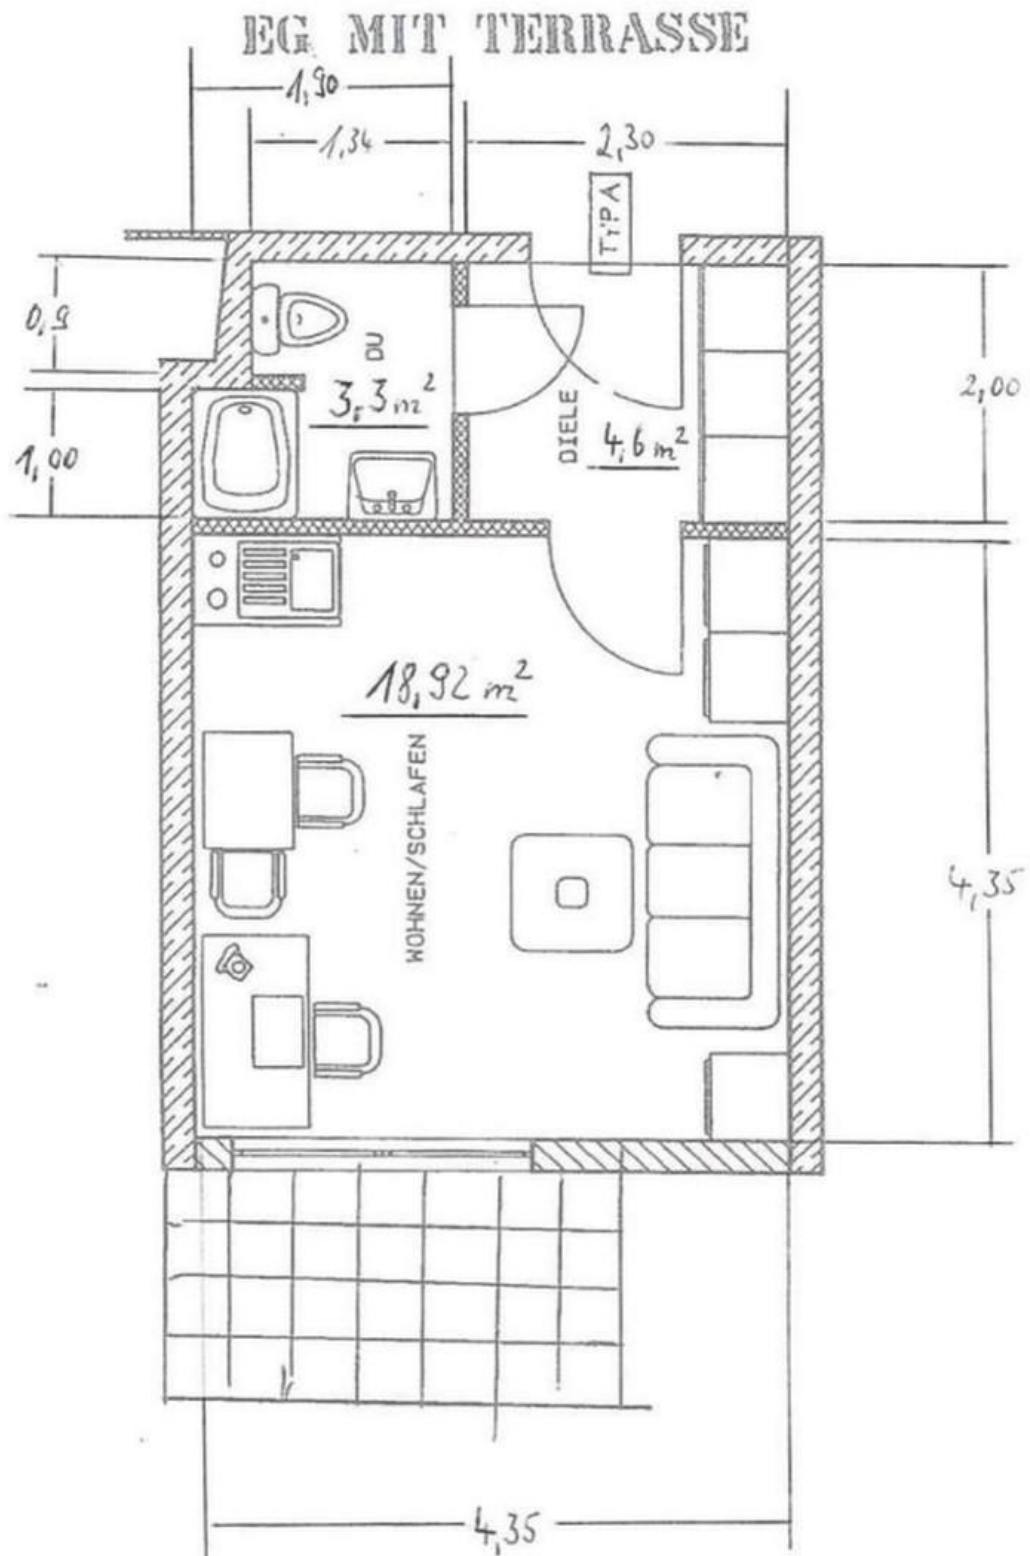 EG MIT TERRASSE
1,90
1,34
2,30
TYP A
0,9
DU
3,3 m²
DIELE
4,6 m²
2,00
1,00
18,92 m²
WOHNEN/SCHLAFEN
4,35
4,35